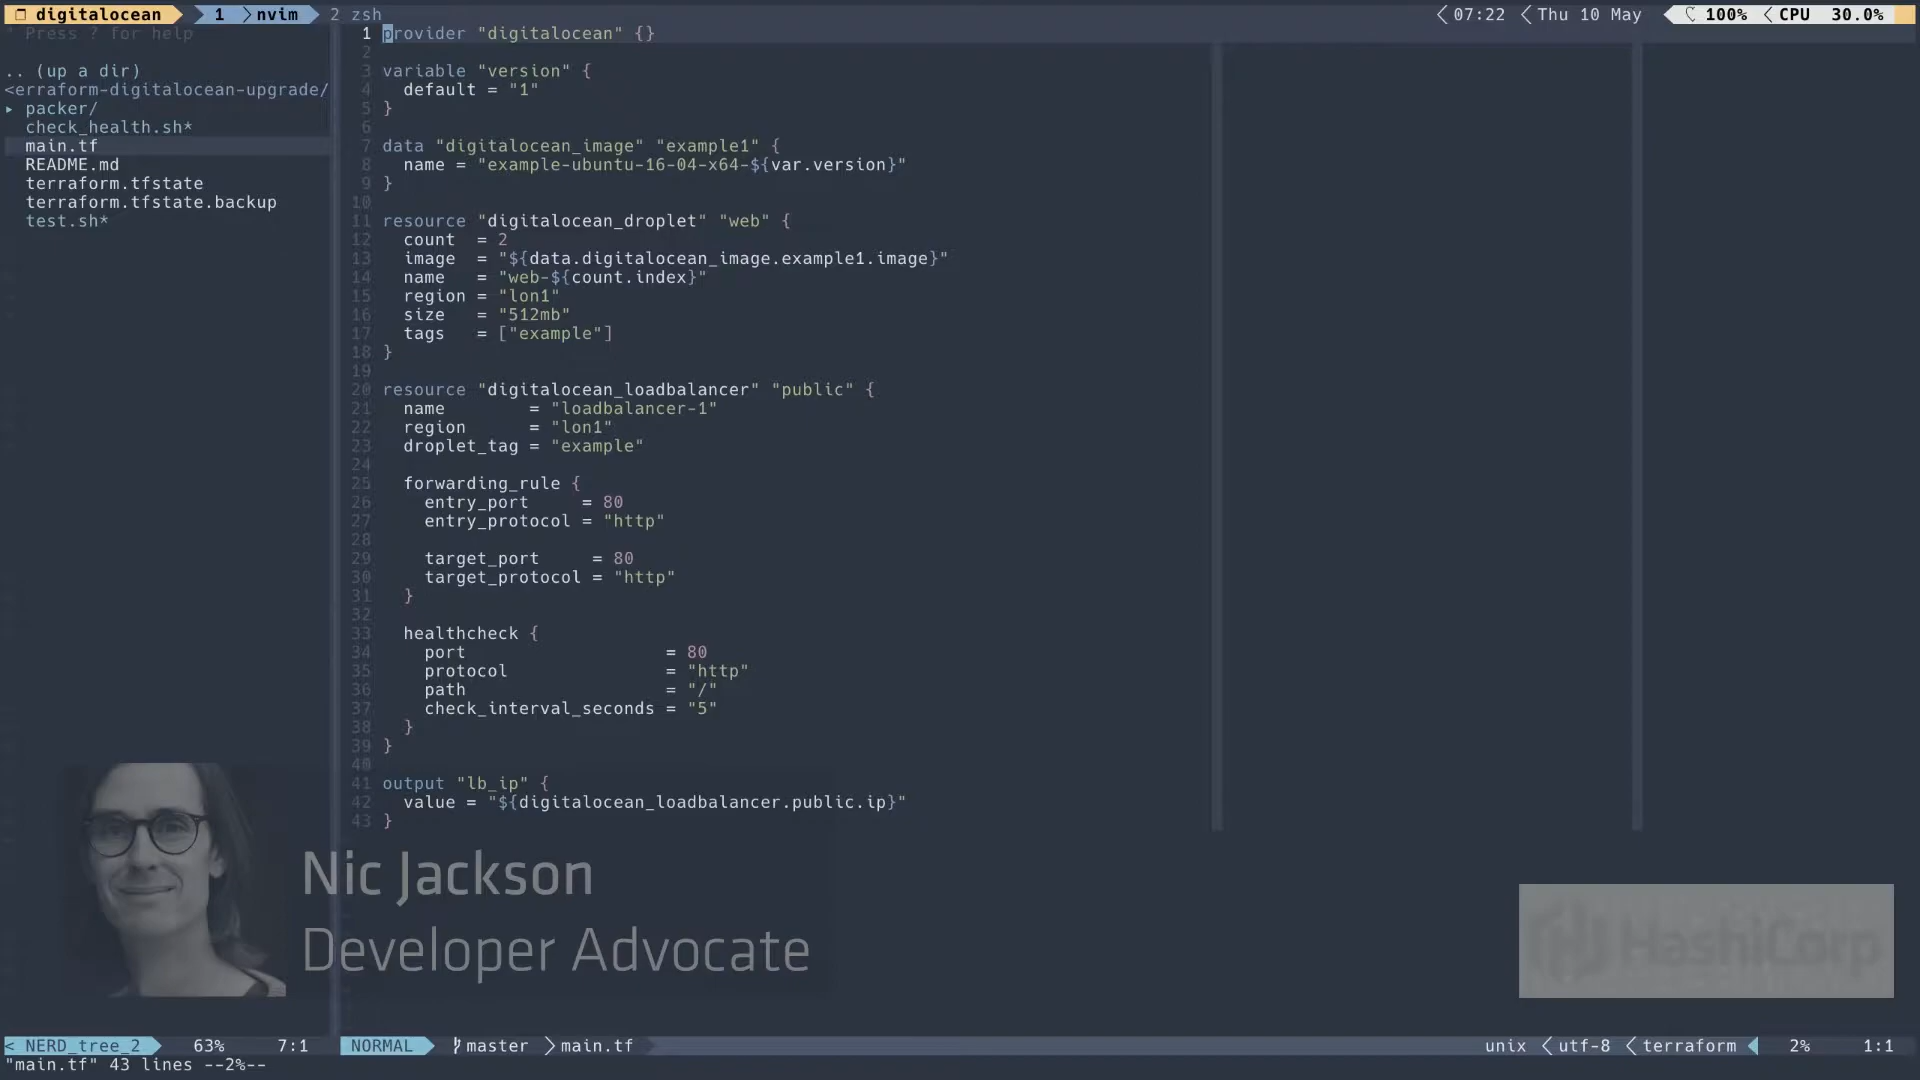 digitalocean 1 nvim 2 zsh 07:22 Thu 10 May 100% CPU 30.0%
" Press ? for help
.. (up a dir)
<erraform-digitalocean-upgrade/
▸ packer/
check_health.sh*
main.tf
README.md
terraform.tfstate
terraform.tfstate.backup
test.sh*
1 provider "digitalocean" {}
2
3 variable "version" {
4 default = "1"
5 }
6
7 data "digitalocean_image" "example1" {
8 name = "example-ubuntu-16-04-x64-${var.version}"
9 }
10
11 resource "digitalocean_droplet" "web" {
12 count = 2
13 image = "${data.digitalocean_image.example1.image}"
14 name = "web-${count.index}"
15 region = "lon1"
16 size = "512mb"
17 tags = ["example"]
18 }
19
20 resource "digitalocean_loadbalancer" "public" {
21 name = "loadbalancer-1"
22 region = "lon1"
23 droplet_tag = "example"
24
25 forwarding_rule {
26 entry_port = 80
27 entry_protocol = "http"
28
29 target_port = 80
30 target_protocol = "http"
31 }
32
33 healthcheck {
34 port = 80
35 protocol = "http"
36 path = "/"
37 check_interval_seconds = "5"
38 }
39 }
40
41 output "lb_ip" {
42 value = "${digitalocean_loadbalancer.public.ip}"
43 }
Nic Jackson
Developer Advocate
HashiCorp
< NERD_tree_2 63% 7:1 NORMAL master main.tf unix utf-8 terraform 2% 1:1
"main.tf" 43 lines --2%--